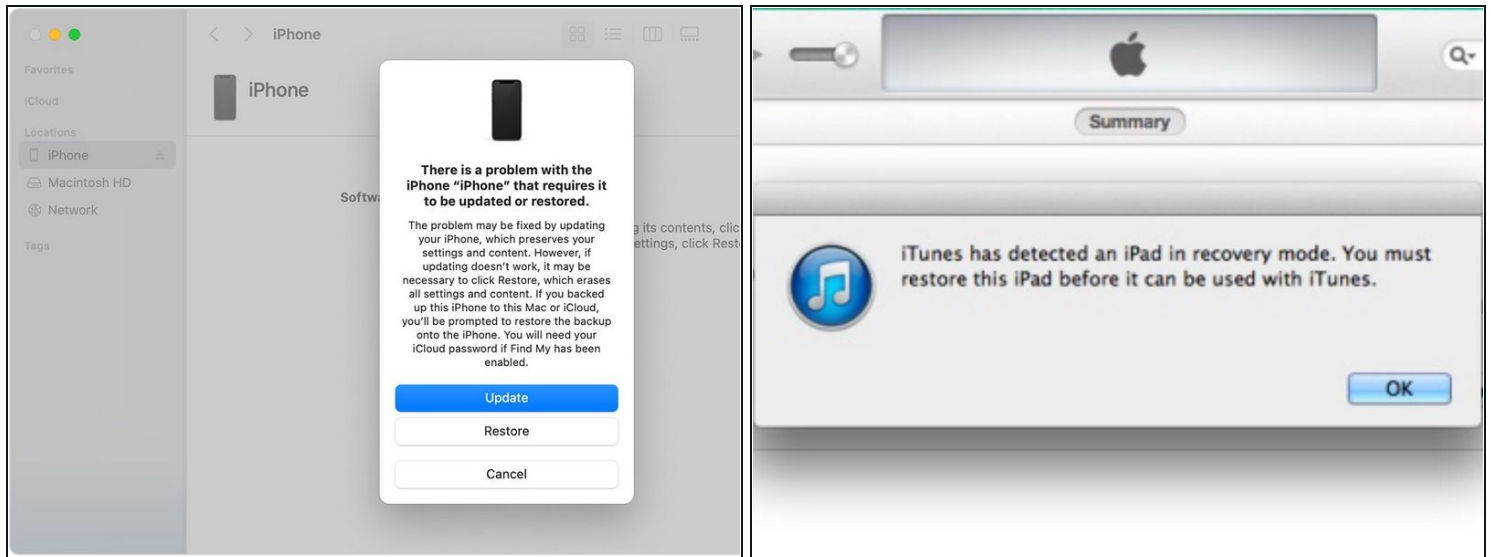 iPhone
Favorites
iCloud
Locations
iPhone
Macintosh HD
Network
Tags
iPhone
Softwa
There is a problem with the
iPhone “iPhone” that requires it
to be updated or restored.
The problem may be fixed by updating
your iPhone, which preserves your
settings and content. However, if
updating doesn't work, it may be
necessary to click Restore, which erases
all settings and content. If you backed
up this iPhone to this Mac or iCloud,
you'll be prompted to restore the backup
onto the iPhone. You will need your
iCloud password if Find My has been
enabled.
Update
Restore
Cancel
its contents, clic
ettings, click Rest
Summary
iTunes has detected an iPad in recovery mode. You must
restore this iPad before it can be used with iTunes.
OK